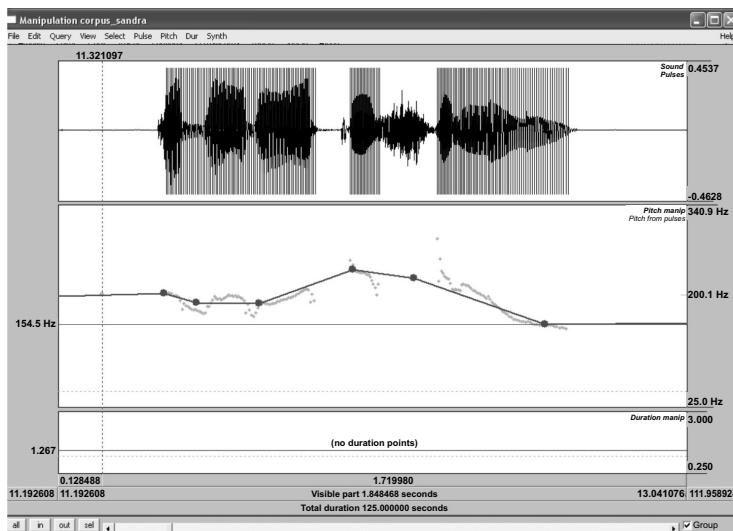 Manipulation corpus_sandra
File Edit Query View Select Pulse Pitch Dur Synth Help
11.321097
Sound
Pulses
0.4537
-0.4628
Pitch manip
Pitch from pulses
340.9 Hz
200.1 Hz
154.5 Hz
25.0 Hz
Duration manip
3.000
(no duration points)
1.267
0.250
0.128488 1.719980
11.192608 11.192608 Visible part 1.848468 seconds 13.041076 111.958924
Total duration 125.000000 seconds
all in out sel Group